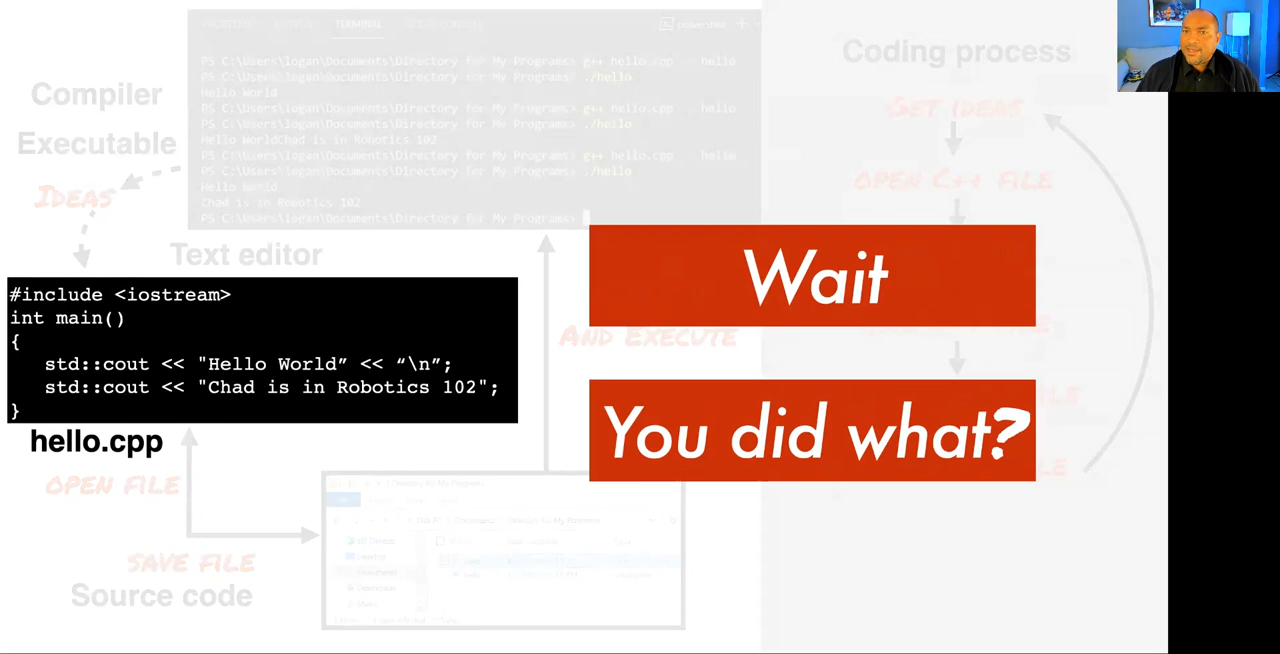 TERMINAL
powershell
PS C:\Users\logan\Documents\Directory for My Programs> g++ hello.cpp hello
PS C:\Users\logan\Documents\Directory for My Programs> ./hello
Hello World
PS C:\Users\logan\Documents\Directory for My Programs> g++ hello.cpp hello
PS C:\Users\logan\Documents\Directory for My Programs> ./hello
Hello WorldChad is in Robotics 102
PS C:\Users\logan\Documents\Directory for My Programs> g++ hello.cpp hello
PS C:\Users\logan\Documents\Directory for My Programs> ./hello
Hello World
Chad is in Robotics 102
PS C:\Users\logan\Documents\Directory for My Programs>
Compiler
Executable
IDEAS
Text editor
#include <iostream>
int main()
{
std::cout << "Hello World” << “\n”;
std::cout << "Chad is in Robotics 102";
}
hello.cpp
OPEN FILE
SAVE FILE
Source code
AND EXECUTE
Coding process
GET IDEAS
OPEN C++ FILE
Wait
You did what?